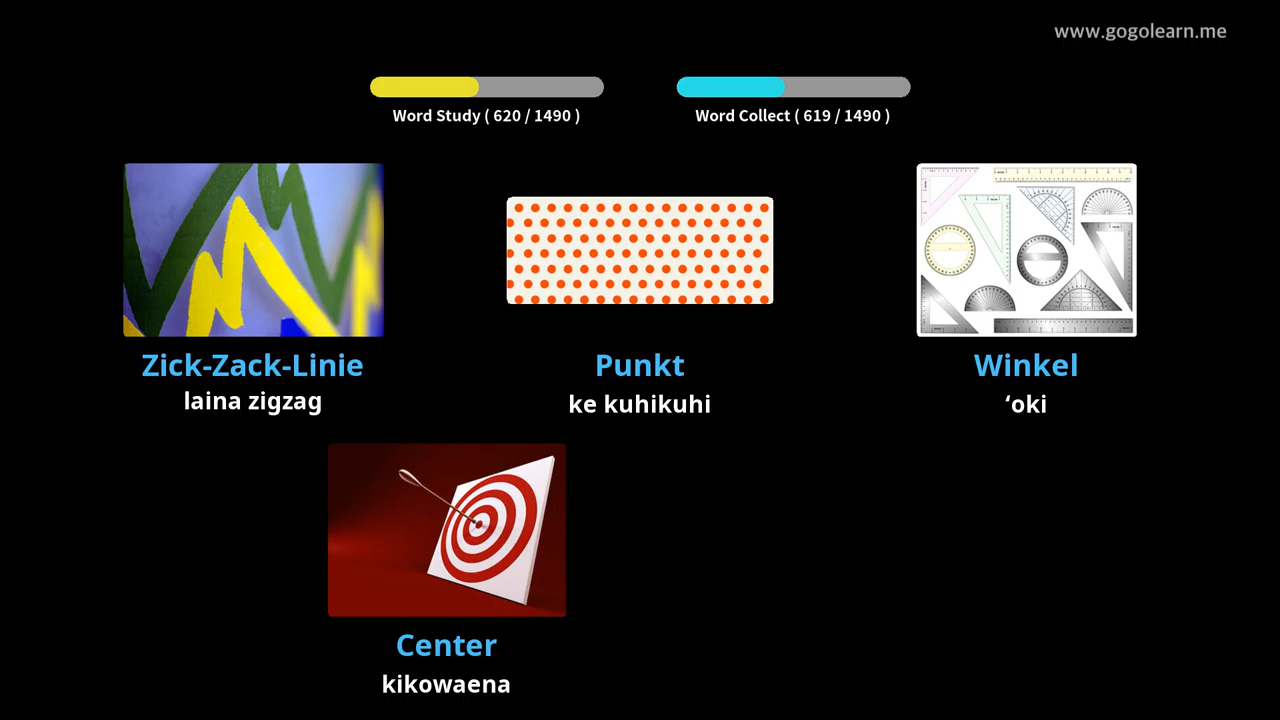 www.gogolearn.me
Word Study ( 620 / 1490 )
Word Collect ( 619 / 1490 )
Zick-Zack-Linie
laina zigzag
Punkt
ke kuhikuhi
Winkel
ʻoki
Center
kikowaena